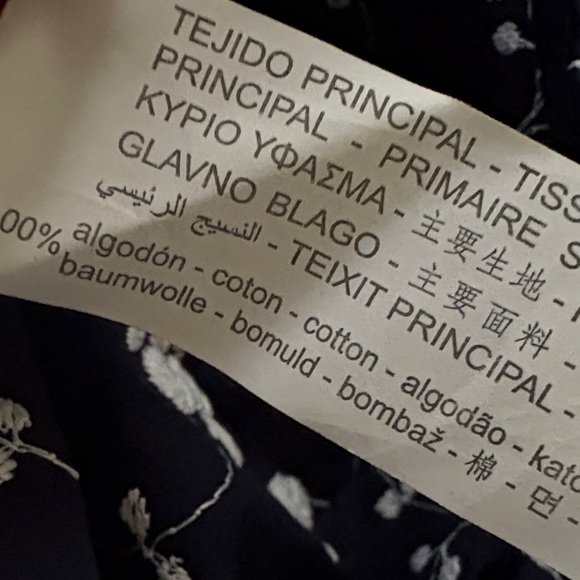 TEJIDO PRINCIPAL - TISS
PRINCIPAL - PRIMAIRE S
ΚΥΡΙΟ ΥΦΑΣΜΑ - 主要生地 -
GLAVNO BLAGO - 主要面料 -
النسيج الرئيسي - TEIXIT PRINCIPAL -
00% algodón - coton - cotton - algodão - kato
baumwolle - bomuld - bombaž - 棉 - 면 -